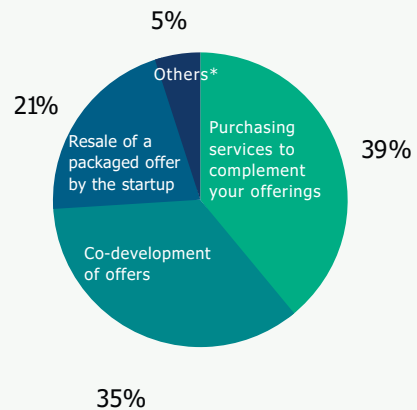 5%
Others*
21%
Purchasing
services to
complement
your offerings
39%
Resale of a
packaged offer
by the startup
Co-development
of offers
35%